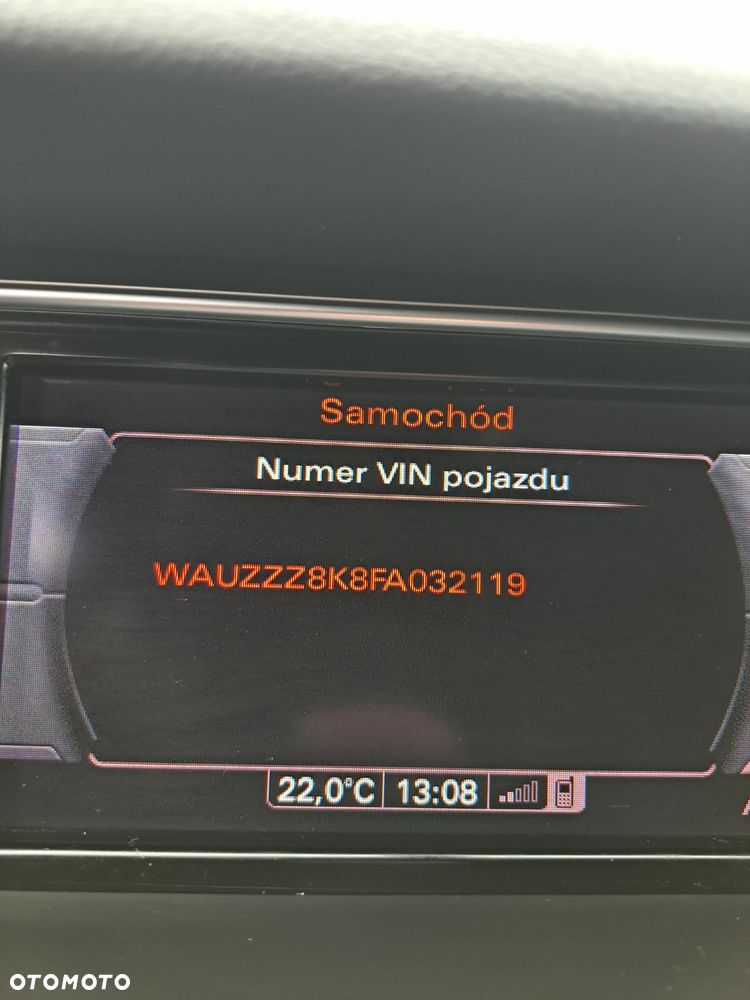 Samochód
Numer VIN pojazdu
WAUZZZ8K8FA032119
22,0°C 13:08
OTOMOTO